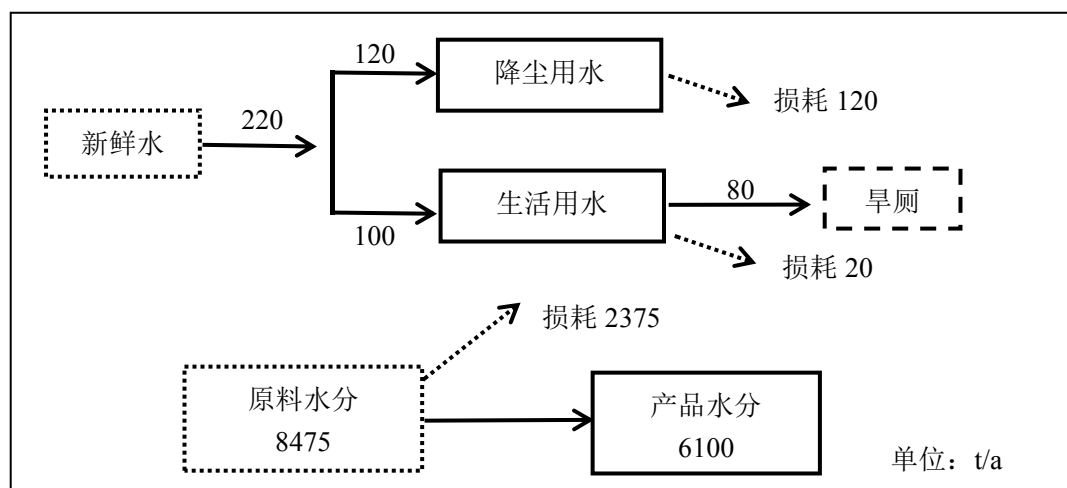 120
降尘用水
损耗 120
新鲜水
220
生活用水
80
旱厕
100
损耗 20
损耗 2375
原料水分
8475
产品水分
6100
单位：t/a